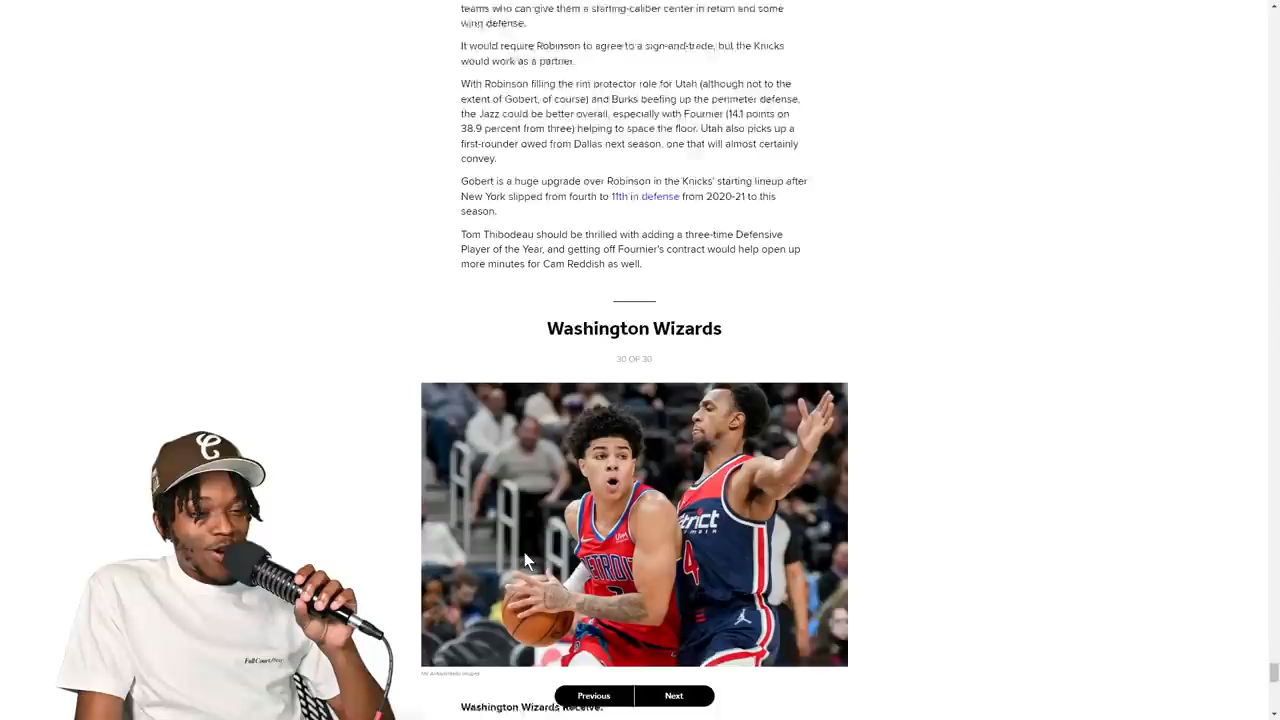 teams who can give them a starting-caliber center in return and some
wing defense.
It would require Robinson to agree to a sign-and-trade, but the Knicks
would work as a partner.
With Robinson filling the rim protector role for Utah (although not to the
extent of Gobert, of course) and Burks beefing up the perimeter defense,
the Jazz could be better overall, especially with Fournier (14.1 points on
38.9 percent from three) helping to space the floor. Utah also picks up a
first-rounder owed from Dallas next season, one that will almost certainly
convey.
Gobert is a huge upgrade over Robinson in the Knicks' starting lineup after
New York slipped from fourth to 11th in defense from 2020-21 to this
season.
Tom Thibodeau should be thrilled with adding a three-time Defensive
Player of the Year, and getting off Fournier's contract would help open up
more minutes for Cam Reddish as well.
Washington Wizards
30 OF 30
C
DETROIT
trict
4
Full Court
Previous
Next
Washington Wizards Receive: